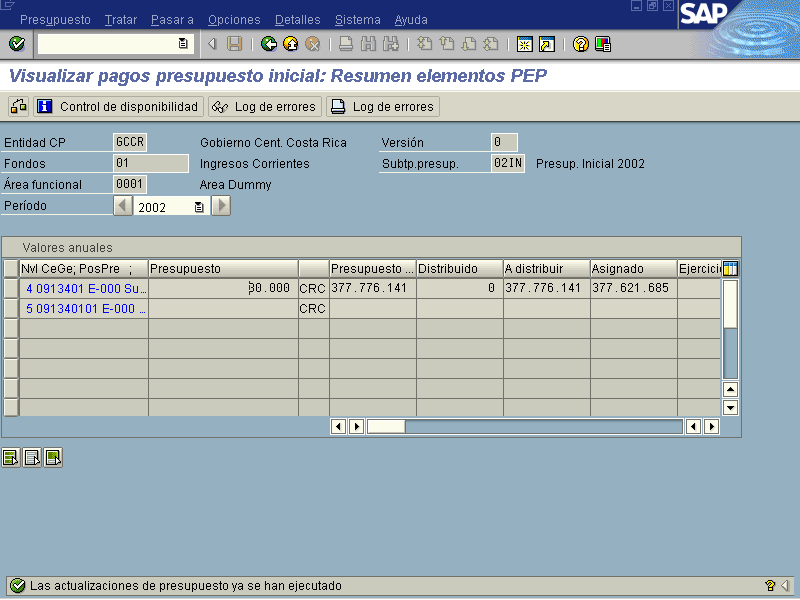 Presupuesto Tratar Pasar a Opciones Detalles Sistema Ayuda
SAP
Visualizar pagos presupuesto inicial: Resumen elementos PEP
Control de disponibilidad Log de errores Log de errores
Entidad CP GCCR Gobierno Cent. Costa Rica Versión 0
Fondos 01 Ingresos Corrientes Subtp.presup. 02IN Presup. Inicial 2002
Área funcional 0001 Area Dummy
Período 2002
Valores anuales
Nvl CeGe; PosPre ; Presupuesto Presupuesto ... Distribuido A distribuir Asignado Ejercici
4 0913401 E-000 Su... 30.000 CRC 377.776.141 0 377.776.141 377.621.685
5 091340101 E-000 ... CRC
Las actualizaciones de presupuesto ya se han ejecutado